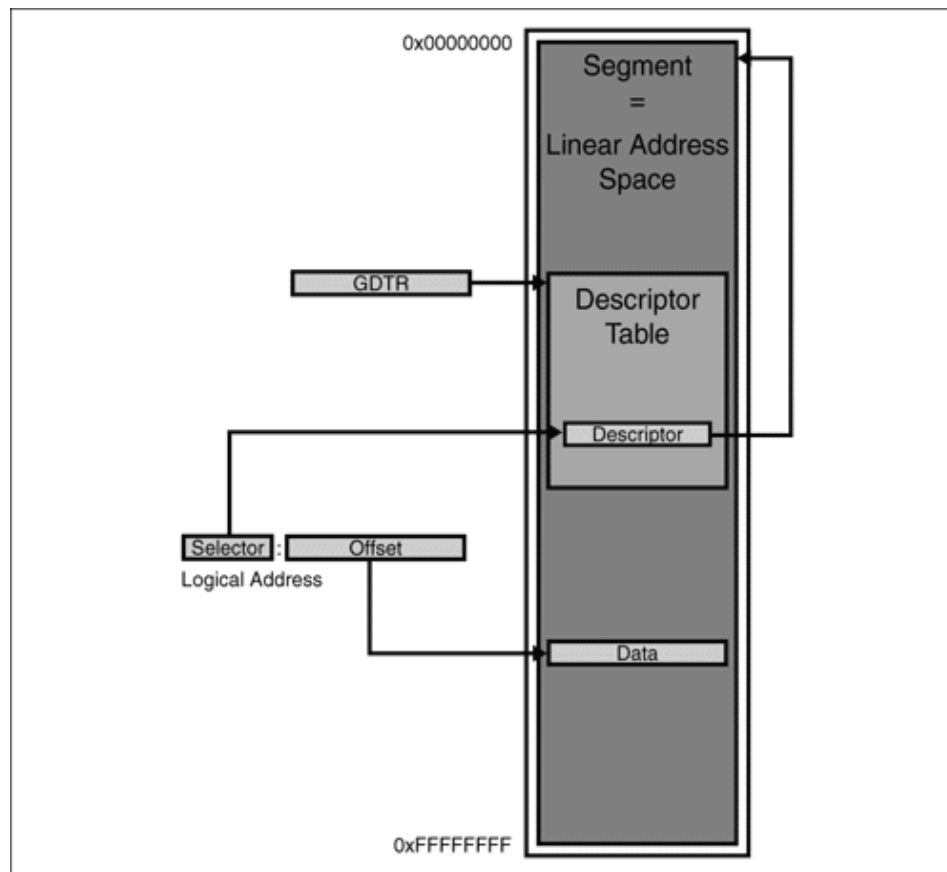 0x00000000
Segment
=
Linear Address
Space
GDTR
Descriptor
Table
Descriptor
Selector : Offset
Logical Address
Data
0xFFFFFFFF